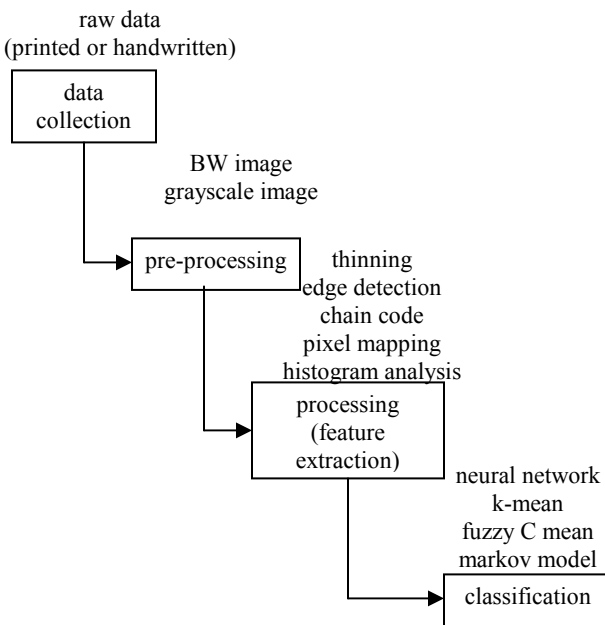 raw data
(printed or handwritten)
data
collection
BW image
grayscale image
pre-processing
thinning
edge detection
chain code
pixel mapping
histogram analysis
processing
(feature
extraction)
neural network
k-mean
fuzzy C mean
markov model
classification